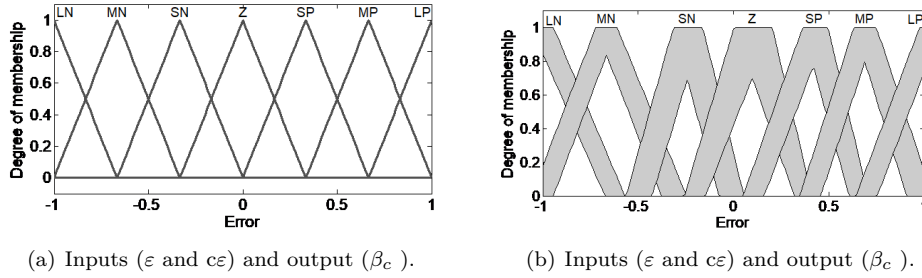 LN MN SN Z SP MP LP
1
0.8
0.6
0.4
0.2
0
Degree of membership
-1 -0.5 0 0.5 1
Error
(a) Inputs (ε and cε) and output (β_c ).
LN MN SN Z SP MP LP
1
0.8
0.6
0.4
0.2
0
Degree of membership
-1 -0.5 0 0.5 1
Error
(b) Inputs (ε and cε) and output (β_c ).